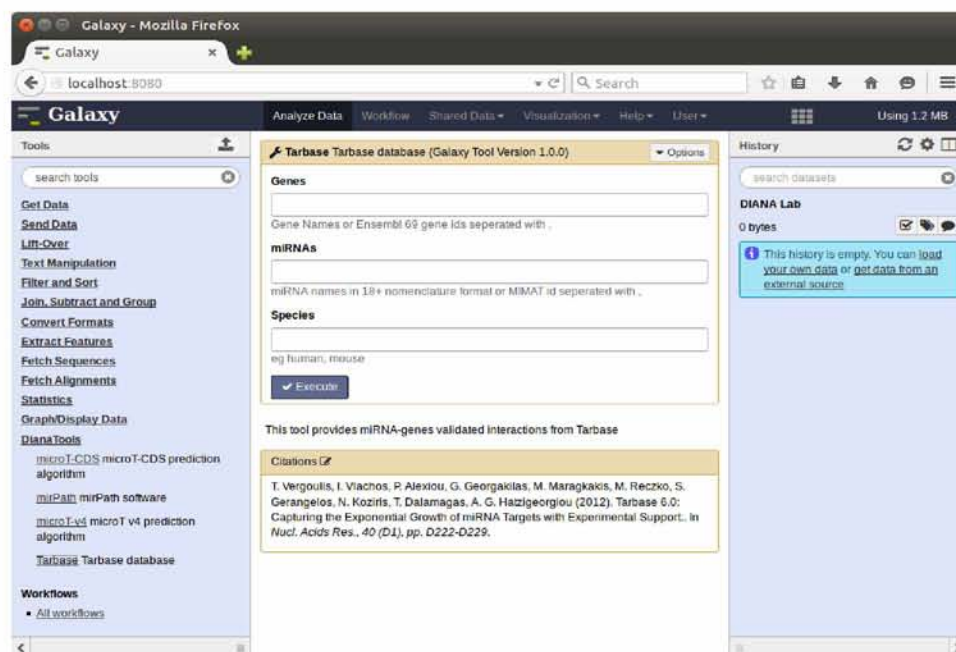 Galaxy - Mozilla Firefox
Galaxy
localhost:8080
Search
Galaxy
Analyze Data
Workflow
Shared Data
Visualization
Help
User
Using 1.2 MB
Tools
search tools
Get Data
Send Data
Lift-Over
Text Manipulation
Filter and Sort
Join, Subtract and Group
Convert Formats
Extract Features
Fetch Sequences
Fetch Alignments
Statistics
Graph/Display Data
DianaTools
microT-CDS microT-CDS prediction
algorithm
mirPath mirPath software
microT-v4 microT v4 prediction
algorithm
Tarbase Tarbase database
Workflows
All workflows
Tarbase Tarbase database (Galaxy Tool Version 1.0.0)
Options
Genes
Gene Names or Ensembl 69 gene ids seperated with ,
miRNAs
miRNA names in 18+ nomenclature format or MIMAT id seperated with ,
Species
eg human, mouse
Execute
This tool provides miRNA-genes validated interactions from Tarbase
Citations
T. Vergoulis, I. Vlachos, P. Alexiou, G. Georgakilas, M. Maragkakis, M. Reczko, S.
Gerangelos, N. Koziris, T. Dalamagas, A. G. Hatzigeorgiou (2012). Tarbase 6.0:
Capturing the Exponential Growth of miRNA Targets with Experimental Support.. In
Nucl. Acids Res., 40 (D1), pp. D222-D229.
History
search datasets
DIANA Lab
0 bytes
This history is empty. You can load
your own data or get data from an
external source